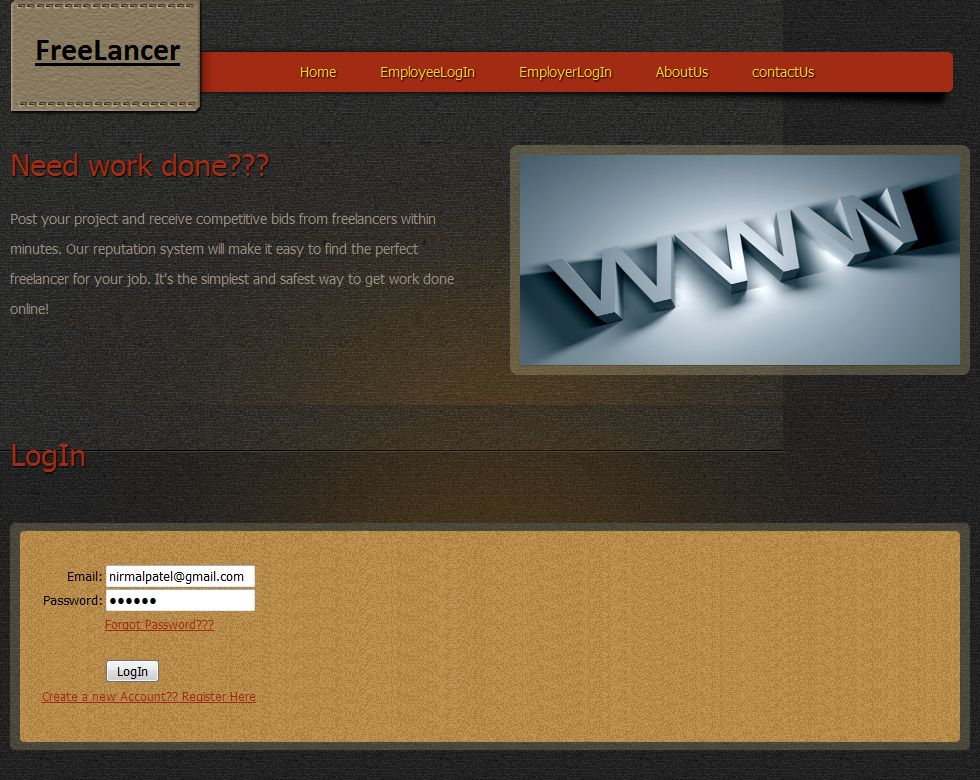 FreeLancer
Home EmployeeLogIn EmployerLogIn AboutUs contactUs
Need work done???
Post your project and receive competitive bids from freelancers within
minutes. Our reputation system will make it easy to find the perfect
freelancer for your job. It's the simplest and safest way to get work done
online!
WWW
LogIn
Email: nirmalpatel@gmail.com
Password: ••••••
Forgot Password???
LogIn
Create a new Account?? Register Here